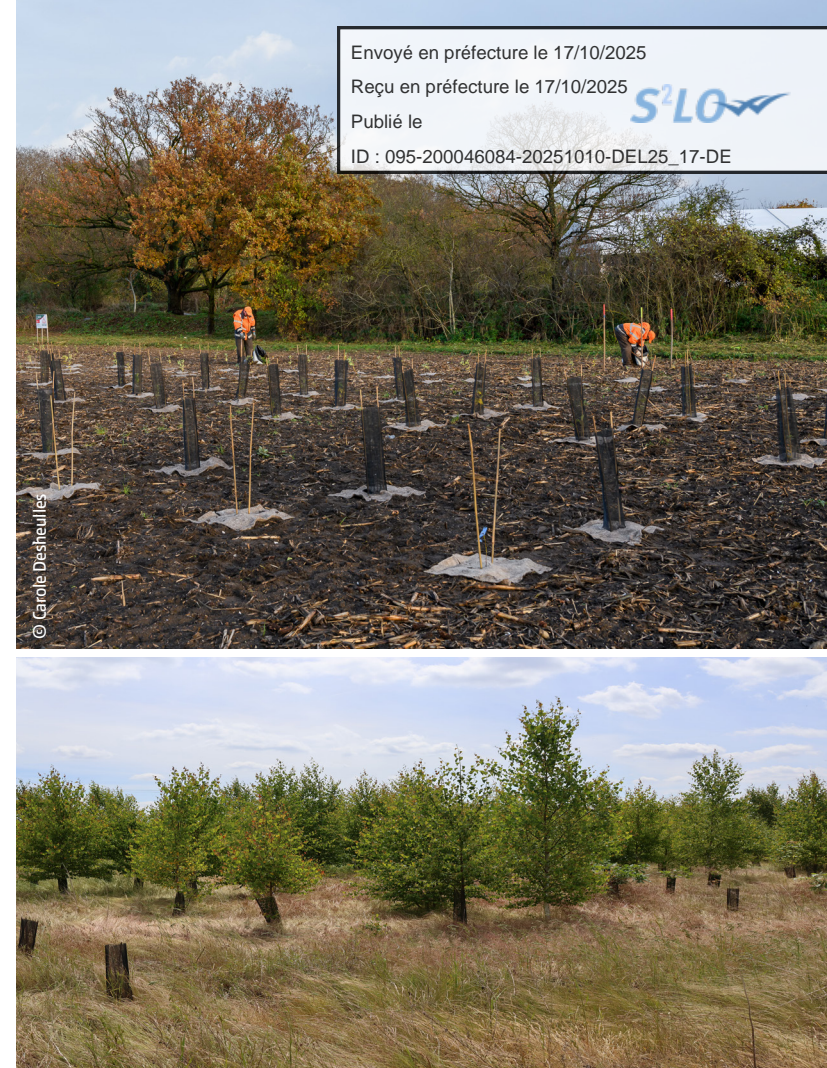 Envoyé en préfecture le 17/10/2025
Reçu en préfecture le 17/10/2025
Publié le
S²LO
ID : 095-200046084-20251010-DEL25_17-DE
© Carole Desheulles